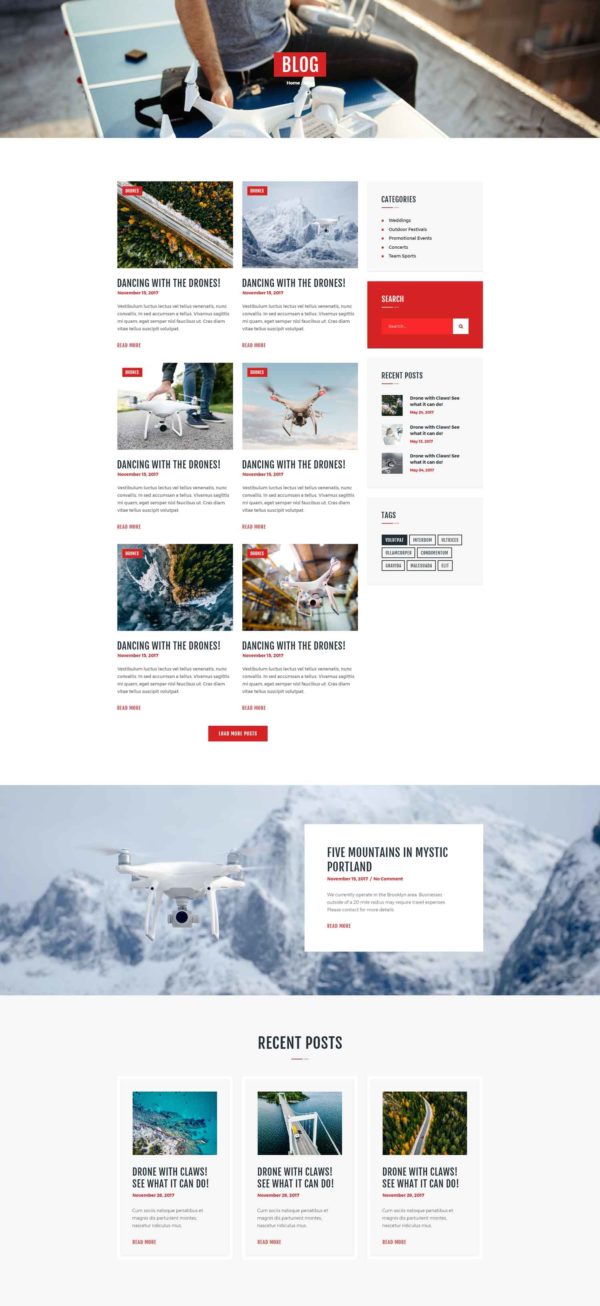 BLOG
Home
DRONES
DANCING WITH THE DRONES!
November 15, 2017
Vestibulum luctus lectus vel tellus venenatis, nunc
convallis. In sed accumsan a tellus. Vivamus sagittis
mi quam, eget semper nisl faucibus ut. Cras diam
vitae tellus suscipit volutpat
READ MORE
DRONES
DANCING WITH THE DRONES!
November 15, 2017
Vestibulum luctus lectus vel tellus venenatis, nunc
convallis. In sed accumsan a tellus. Vivamus sagittis
mi quam, eget semper nisl faucibus ut. Cras diam
vitae tellus suscipit volutpat
READ MORE
DRONES
DANCING WITH THE DRONES!
November 15, 2017
Vestibulum luctus lectus vel tellus venenatis, nunc
convallis. In sed accumsan a tellus. Vivamus sagittis
mi quam, eget semper nisl faucibus ut. Cras diam
vitae tellus suscipit volutpat
READ MORE
DRONES
DANCING WITH THE DRONES!
November 15, 2017
Vestibulum luctus lectus vel tellus venenatis, nunc
convallis. In sed accumsan a tellus. Vivamus sagittis
mi quam, eget semper nisl faucibus ut. Cras diam
vitae tellus suscipit volutpat
READ MORE
DRONES
DANCING WITH THE DRONES!
November 15, 2017
Vestibulum luctus lectus vel tellus venenatis, nunc
convallis. In sed accumsan a tellus. Vivamus sagittis
mi quam, eget semper nisl faucibus ut. Cras diam
vitae tellus suscipit volutpat
READ MORE
DRONES
DANCING WITH THE DRONES!
November 15, 2017
Vestibulum luctus lectus vel tellus venenatis, nunc
convallis. In sed accumsan a tellus. Vivamus sagittis
mi quam, eget semper nisl faucibus ut. Cras diam
vitae tellus suscipit volutpat
READ MORE
LOAD MORE POSTS
CATEGORIES
Weddings
Outdoor Festivals
Promotional Events
Concerts
Team Sports
SEARCH
Search...
RECENT POSTS
Drone with Claws! See
what it can do!
May 24, 2017
Drone with Claws! See
what it can do!
May 13, 2017
Drone with Claws! See
what it can do!
May 04, 2017
TAGS
VOLUTPAT INTERDUM ULTRICES
ULLAMCORPER CONDIMENTUM
GRAVIDA MALESUADA ELIT
FIVE MOUNTAINS IN MYSTIC
PORTLAND
November 15, 2017 / No Comment
We currently operate in the Brooklyn area. Businesses
outside of a 20 mile radius may require travel expenses.
Please contact for more details.
READ MORE
RECENT POSTS
DRONE WITH CLAWS!
SEE WHAT IT CAN DO!
November 28, 2017
Cum sociis natoque penatibus et
magnis dis parturient montes,
nascetur ridiculus mus.
READ MORE
DRONE WITH CLAWS!
SEE WHAT IT CAN DO!
November 28, 2017
Cum sociis natoque penatibus et
magnis dis parturient montes,
nascetur ridiculus mus.
READ MORE
DRONE WITH CLAWS!
SEE WHAT IT CAN DO!
November 28, 2017
Cum sociis natoque penatibus et
magnis dis parturient montes,
nascetur ridiculus mus.
READ MORE